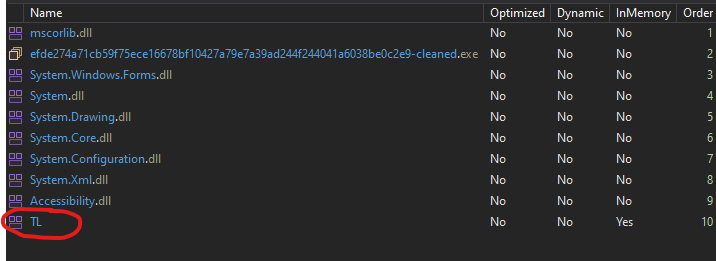 Name Optimized Dynamic InMemory Order
mscorlib.dll No No No 1
efde274a71cb59f75ece16678bf10427a79e7a39ad244f244041a6038be0c2e9-cleaned.exe No No No 2
System.Windows.Forms.dll No No No 3
System.dll No No No 4
System.Drawing.dll No No No 5
System.Core.dll No No No 6
System.Configuration.dll No No No 7
System.Xml.dll No No No 8
Accessibility.dll No No No 9
TL No No Yes 10